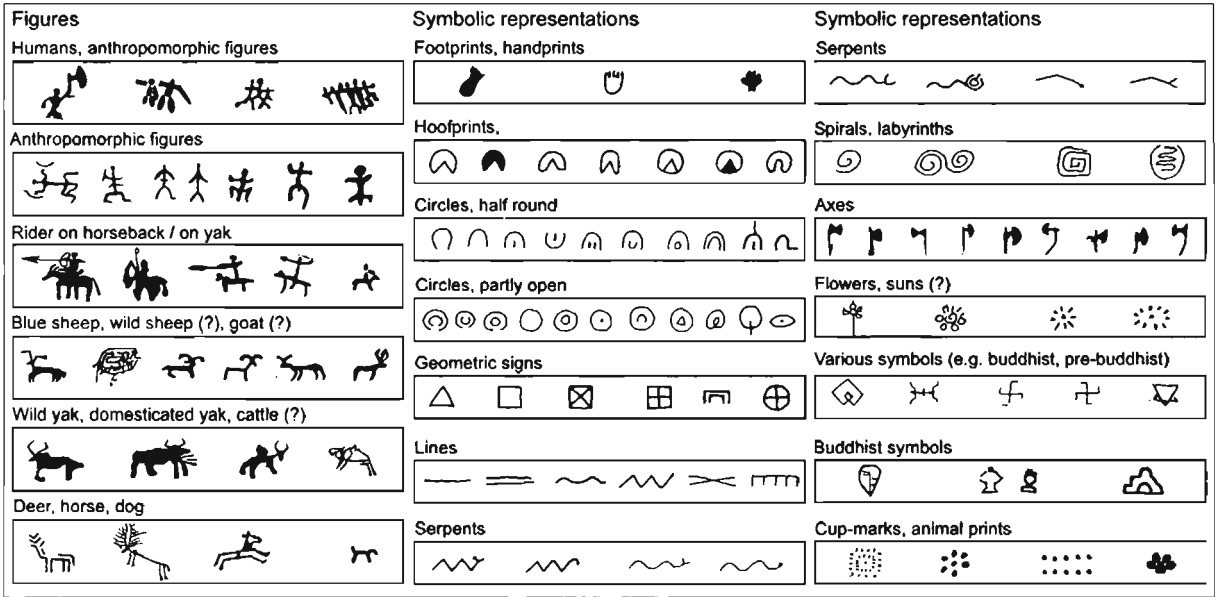 Figures
Humans, anthropomorphic figures
Anthropomorphic figures
Rider on horseback / on yak
Blue sheep, wild sheep (?), goat (?)
Wild yak, domesticated yak, cattle (?)
Deer, horse, dog
Symbolic representations
Footprints, handprints
Hoofprints,
Circles, half round
Circles, partly open
Geometric signs
Lines
Serpents
Symbolic representations
Serpents
Spirals, labyrinths
Axes
Flowers, suns (?)
Various symbols (e.g. buddhist, pre-buddhist)
Buddhist symbols
Cup-marks, animal prints